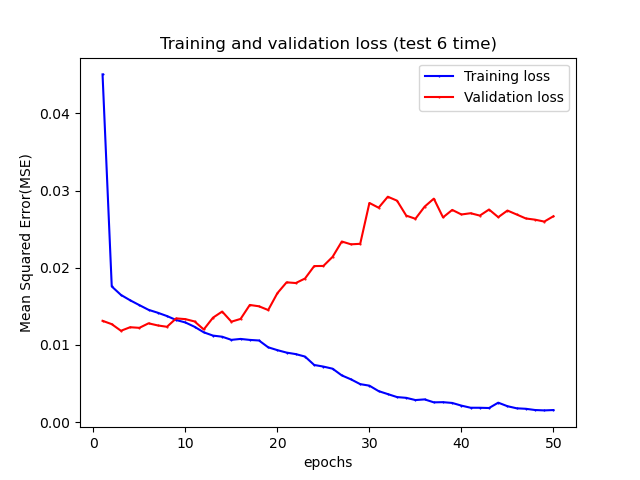 Training and validation loss (test 6 time)
Training loss
Validation loss
Mean Squared Error(MSE)
0.04
0.03
0.02
0.01
0.00
0 10 20 30 40 50
epochs